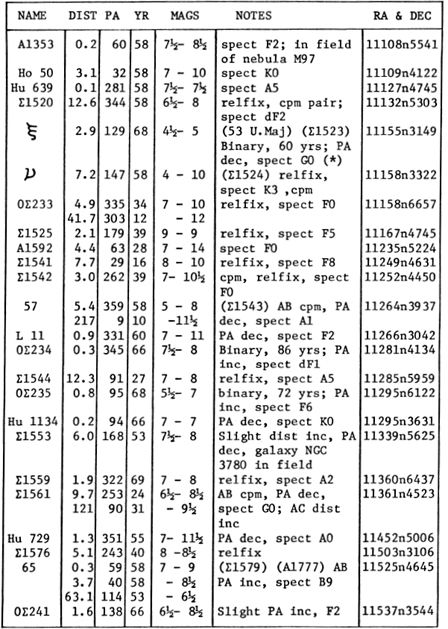 NAME DIST PA YR MAGS NOTES RA & DEC
A1353 0.2 60 58 7½- 8½ spect F2; in field 11108n5541
of nebula M97
Ho 50 3.1 32 58 7 - 10 spect K0 11109n4122
Hu 639 0.1 281 58 7½- 7½ spect A5 11127n4745
Σ1520 12.6 344 58 6½- 8 relfix, cpm pair; 11132n5303
spect dF2
ξ 2.9 129 68 4½- 5 (53 U.Maj) (Σ1523) 11155n3149
Binary, 60 yrs; PA
dec, spect G0 (*)
ν 7.2 147 58 4 - 10 (Σ1524) relfix, 11158n3322
spect K3 ,cpm
OΣ233 4.9 335 34 7 - 10 relfix, spect F0 11158n6657
41.7 303 12 - 12
Σ1525 2.1 179 39 9 - 9 relfix, spect F5 11167n4745
A1592 4.4 63 28 7 - 14 spect F0 11235n5224
Σ1541 7.7 29 16 8 - 10 relfix, spect F8 11249n4631
Σ1542 3.0 262 39 7- 10½ cpm, relfix, spect 11252n4450
F0
57 5.4 359 58 5 - 8 (Σ1543) AB cpm, PA 11264n3937
217 9 10 -11½ dec, spect A1
L 11 0.9 331 60 7 - 11 PA dec, spect F2 11266n3042
OΣ234 0.3 345 66 7½- 8 Binary, 86 yrs; PA 11281n4134
inc, spect dF1
Σ1544 12.3 91 27 7 - 8 relfix, spect A5 11285n5959
OΣ235 0.8 95 68 5½- 7 binary, 72 yrs; PA 11295n6122
inc, spect F6
Hu 1134 0.2 94 66 7 - 7 PA dec, spect K0 11295n3631
Σ1553 6.0 168 53 7½- 8 Slight dist inc, PA 11339n5625
dec, galaxy NGC
3780 in field
Σ1559 1.9 322 69 7 - 8 relfix, spect A2 11360n6437
Σ1561 9.7 253 24 6½- 8½ AB cpm, PA dec, 11361n4523
121 90 31 - 9½ spect G0; AC dist
inc
Hu 729 1.3 351 55 7- 11½ PA dec, spect A0 11452n5006
Σ1576 5.1 243 40 8 -8½ relfix 11503n3106
65 0.3 59 58 7 - 9 (Σ1579) (A1777) AB 11525n4645
3.7 40 58 - 8½ PA inc, spect B9
63.1 114 53 - 6½
OΣ241 1.6 138 66 6½- 8½ Slight PA inc, F2 11537n3544